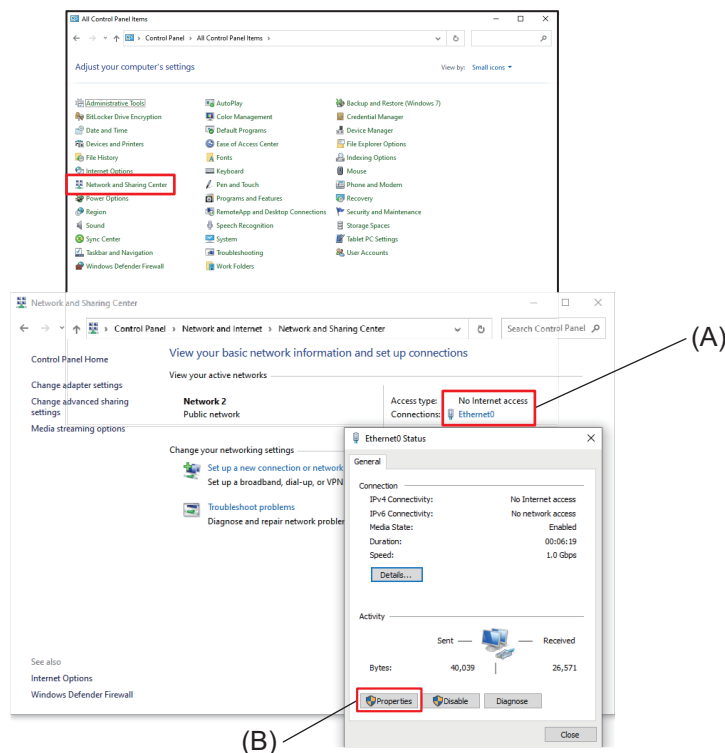 All Control Panel Items
Control Panel › All Control Panel Items ›
Adjust your computer's settings
View by: Small icons
Administrative Tools
AutoPlay
Backup and Restore (Windows 7)
BitLocker Drive Encryption
Color Management
Credential Manager
Date and Time
Default Programs
Device Manager
Devices and Printers
Ease of Access Center
File Explorer Options
File History
Fonts
Indexing Options
Internet Options
Keyboard
Mouse
Network and Sharing Center
Pen and Touch
Phone and Modem
Power Options
Programs and Features
Recovery
Region
RemoteApp and Desktop Connections
Security and Maintenance
Sound
Speech Recognition
Storage Spaces
Sync Center
System
Tablet PC Settings
Taskbar and Navigation
Troubleshooting
User Accounts
Windows Defender Firewall
Work Folders
Network and Sharing Center
Control Panel › Network and Internet › Network and Sharing Center
Search Control Panel
(A)
Control Panel Home
Change adapter settings
Change advanced sharing
settings
Media streaming options
View your basic network information and set up connections
View your active networks
Network 2
Public network
Access type: No Internet access
Connections: Ethernet0
Change your networking settings
Set up a new connection or network
Set up a broadband, dial-up, or VPN
Troubleshoot problems
Diagnose and repair network probler
See also
Internet Options
Windows Defender Firewall
Ethernet0 Status
General
Connection
IPv4 Connectivity: No Internet access
IPv6 Connectivity: No network access
Media State: Enabled
Duration: 00:06:19
Speed: 1.0 Gbps
Details...
Activity
Sent — — Received
Bytes: 40,039 | 26,571
Properties
Disable
Diagnose
Close
(B)